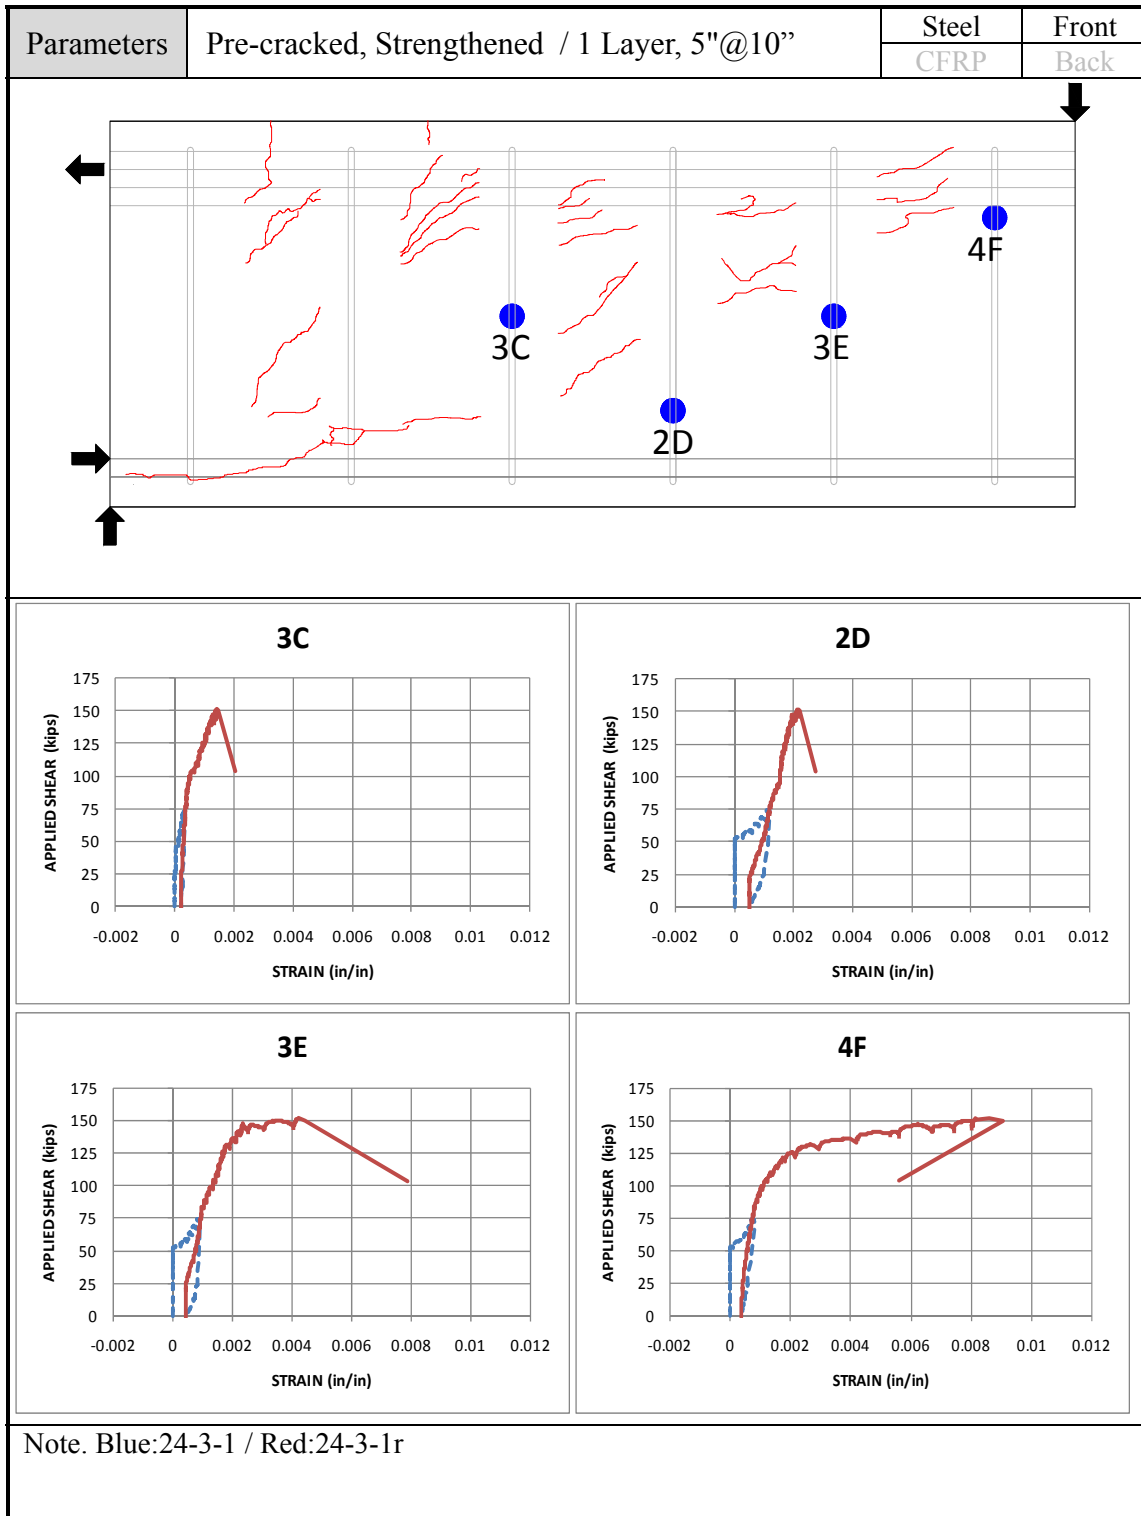 Parameters
Pre-cracked, Strengthened / 1 Layer, 5"@10”
Steel Front
CFRP Back
4F
3C
3E
2D
3C
APPLIED SHEAR (kips)
175
150
125
100
75
50
25
0
-0.002 0 0.002 0.004 0.006 0.008 0.01 0.012
STRAIN (in/in)
2D
APPLIED SHEAR (kips)
175
150
125
100
75
50
25
0
-0.002 0 0.002 0.004 0.006 0.008 0.01 0.012
STRAIN (in/in)
3E
APPLIED SHEAR (kips)
175
150
125
100
75
50
25
0
-0.002 0 0.002 0.004 0.006 0.008 0.01 0.012
STRAIN (in/in)
4F
APPLIED SHEAR (kips)
175
150
125
100
75
50
25
0
-0.002 0 0.002 0.004 0.006 0.008 0.01 0.012
STRAIN (in/in)
Note. Blue:24-3-1 / Red:24-3-1r